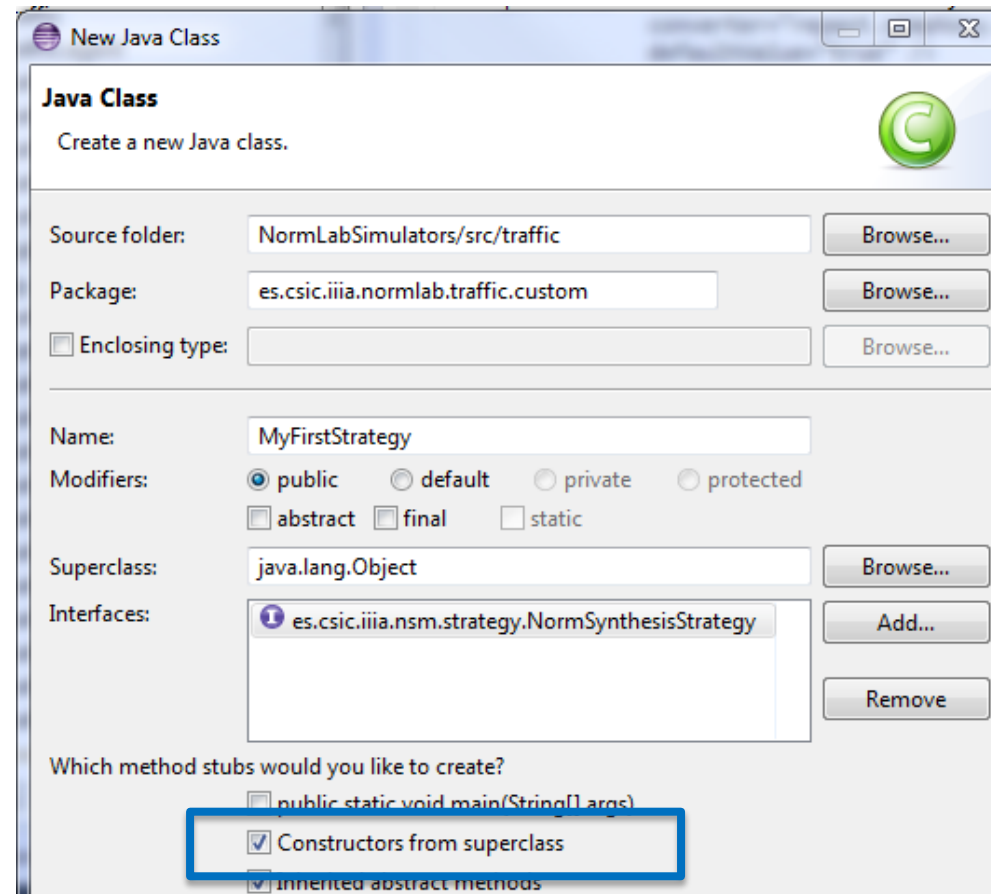 New Java Class
Java Class
Create a new Java class.
Source folder: NormLabSimulators/src/traffic Browse...
Package: es.csic.iiia.normlab.traffic.custom Browse...
Enclosing type: Browse...
Name: MyFirstStrategy
Modifiers: public default private protected
abstract final static
Superclass: java.lang.Object Browse...
Interfaces: es.csic.iiia.nsm.strategy.NormSynthesisStrategy Add...
Remove
Which method stubs would you like to create?
public static void main(String[] args)
Constructors from superclass
Inherited abstract methods